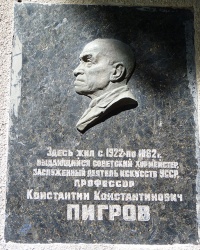 ЗДЕСЬ ЖИЛ С 1922 ПО 1962 г.
ВЫДАЮЩИЙСЯ СОВЕТСКИЙ ХОРМЕЙСТЕР,
ЗАСЛУЖЕННЫЙ ДЕЯТЕЛЬ ИСКУССТВ УССР,
ПРОФЕССОР
КОНСТАНТИН КОНСТАНТИНОВИЧ
ПИГРОВ